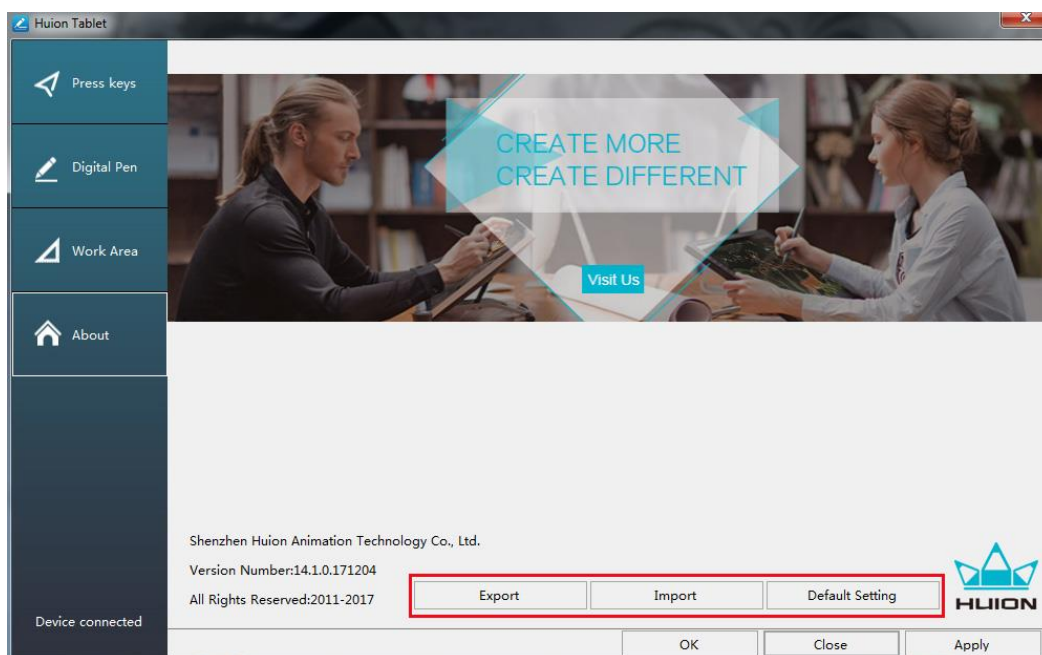 Huion Tablet
Press keys
Digital Pen
Work Area
About
Device connected
CREATE MORE
CREATE DIFFERENT
Visit Us
Shenzhen Huion Animation Technology Co., Ltd.
Version Number:14.1.0.171204
All Rights Reserved:2011-2017
Export
Import
Default Setting
HUION
OK
Close
Apply